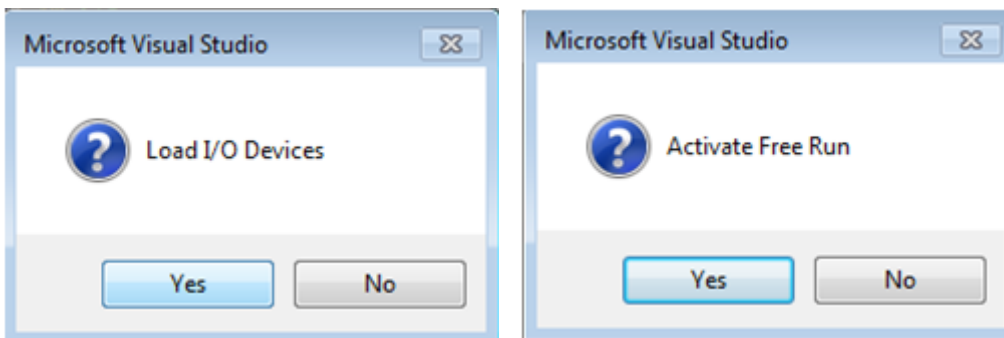 Microsoft Visual Studio
Load I/O Devices
Yes No
Microsoft Visual Studio
Activate Free Run
Yes No